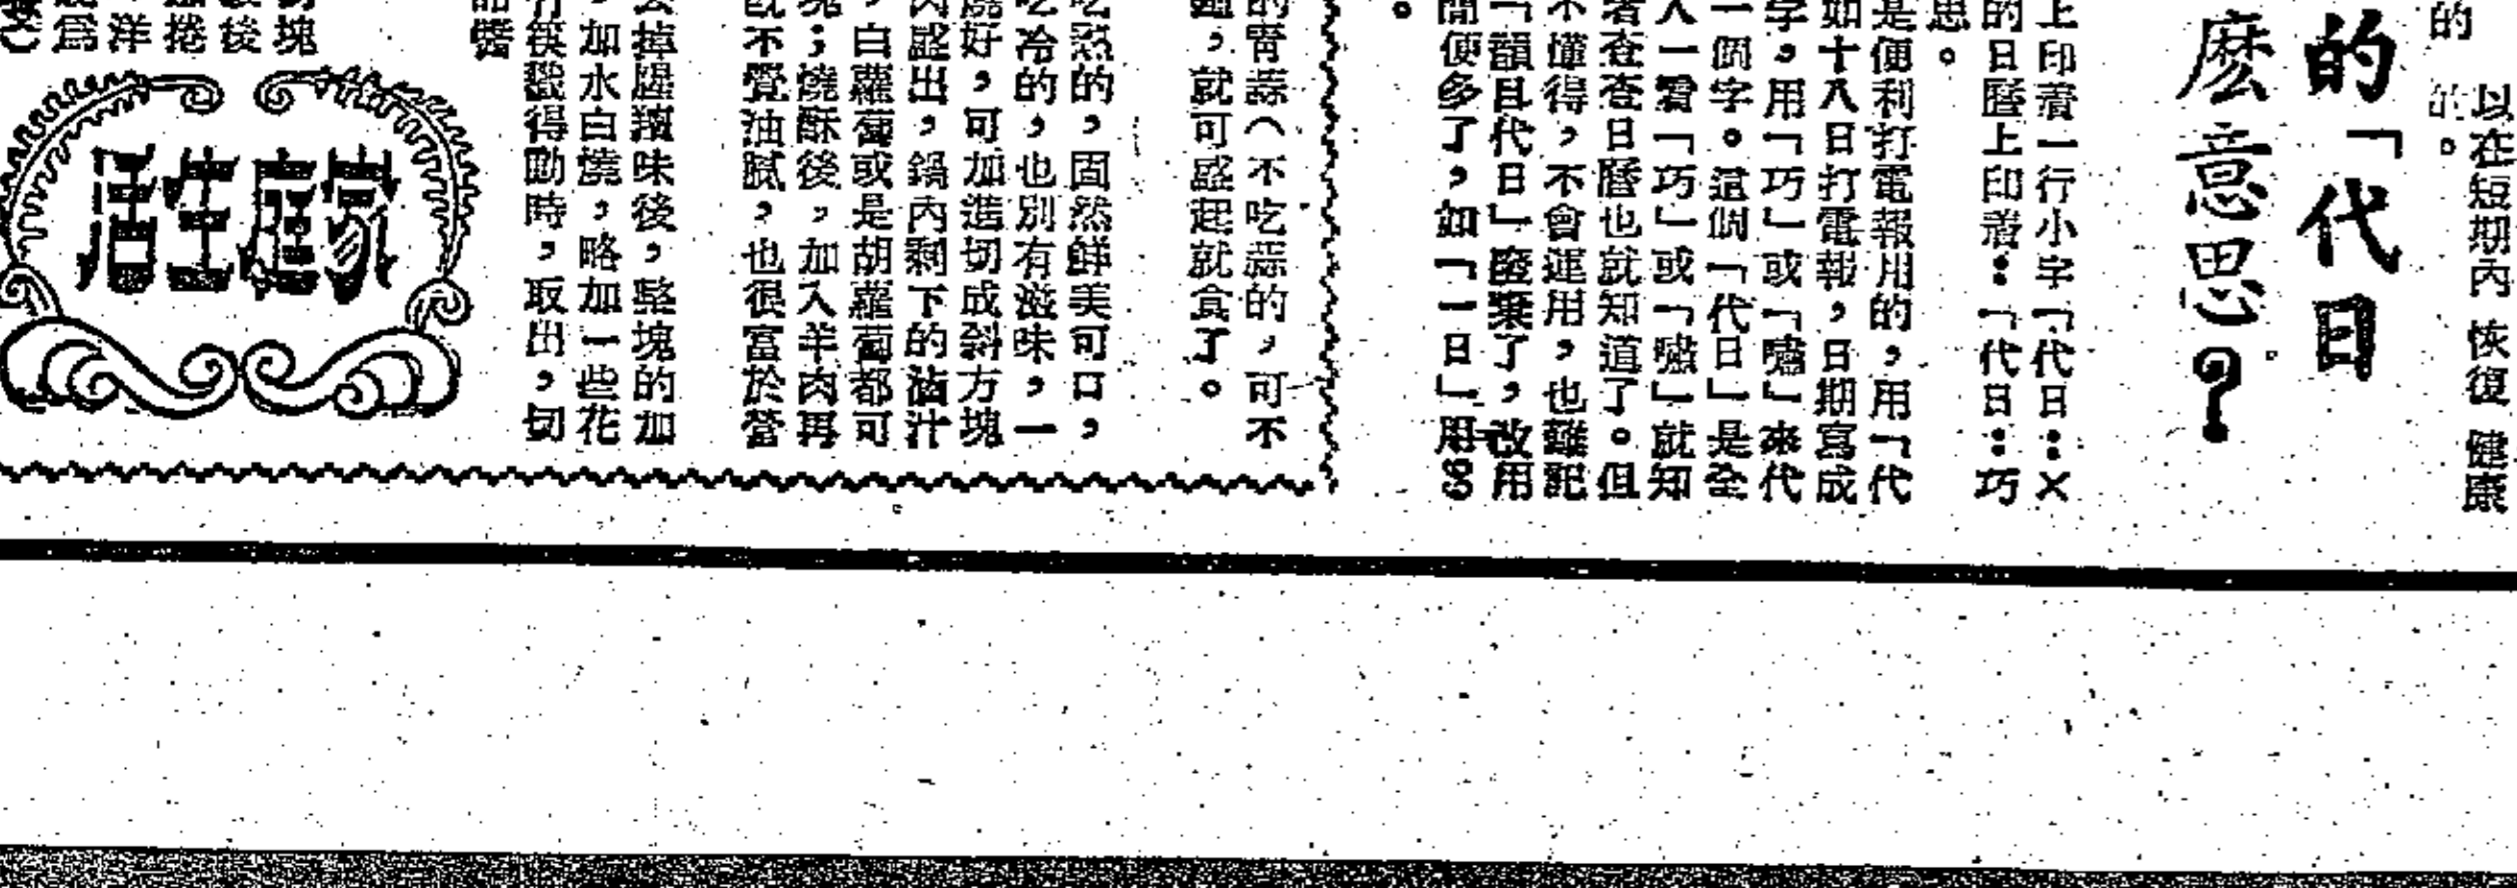 的
以在短期內恢復健康
的。
的「代日
麽意思?
上印着一行小字「代日:×
的日曆上印着:「代日:巧
思。
是便利打電報用的,用「代
如十八日打電報,日期寫成
字,用「巧」或「嘯」來代
一個字。這個「代日」是全
人一看「巧」或「嘯」就知
者查查日曆也就知道了。但
不懂得,不會運用,也難記
「韻目代日」廢棄了,改用
簡便多了,如「一日」用
。
的青蒜(不吃蒜的,可不
,就可盛起就食了。
吃熱的,固然鮮美可口,
吃冷的,也別有滋味,一
燒好,可加進切成斜方塊
肉盛出,鍋內剩下的滷汁
,白蘿蔔或是胡蘿蔔都可
塊;燒酥後,加入羊肉再
既不覺油膩,也很富於營
去掉腥羶味後,整塊的加
,加水白燒,略加一些花
筷戳得動時,取出,切
醬
家庭生活
塊
後
捲
洋
爲